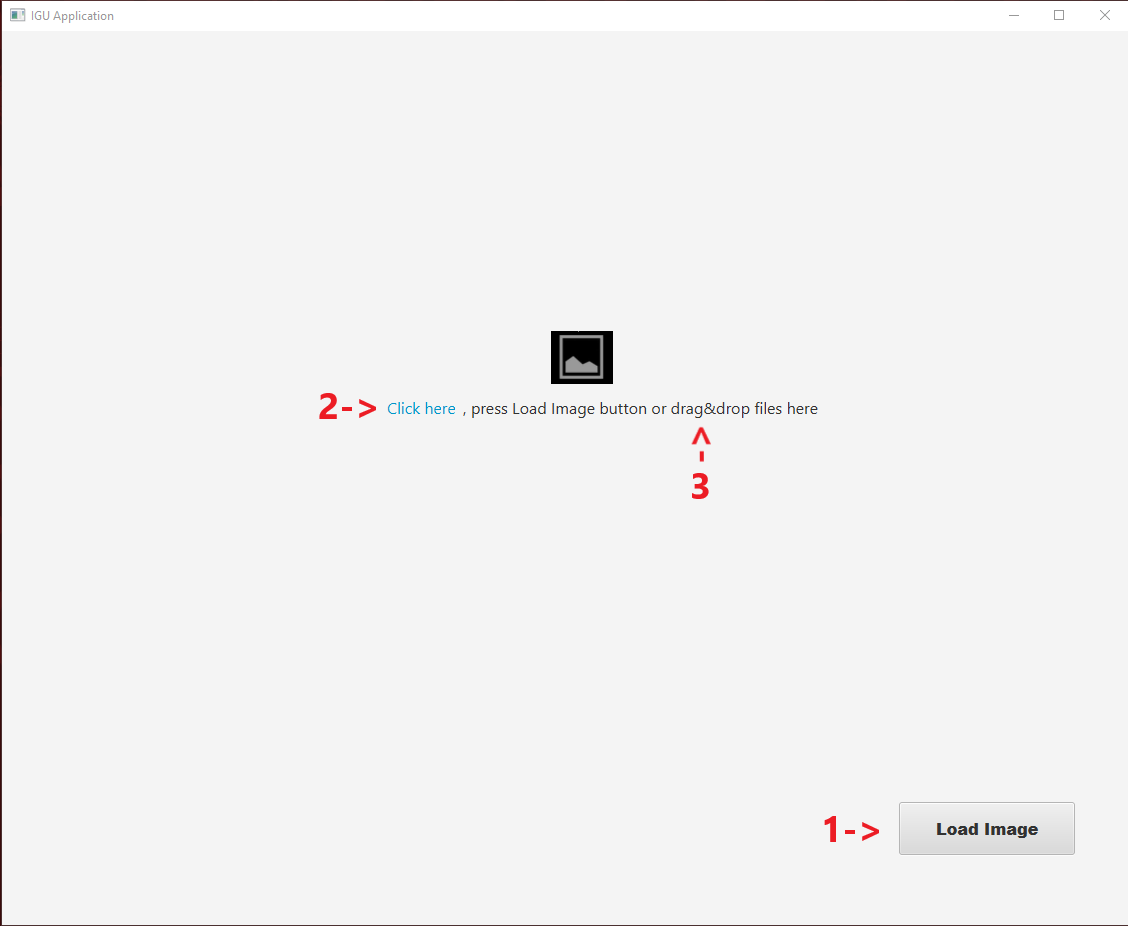 IGU Application
2-> Click here , press Load Image button or drag&drop files here
^
-
3
1-> Load Image